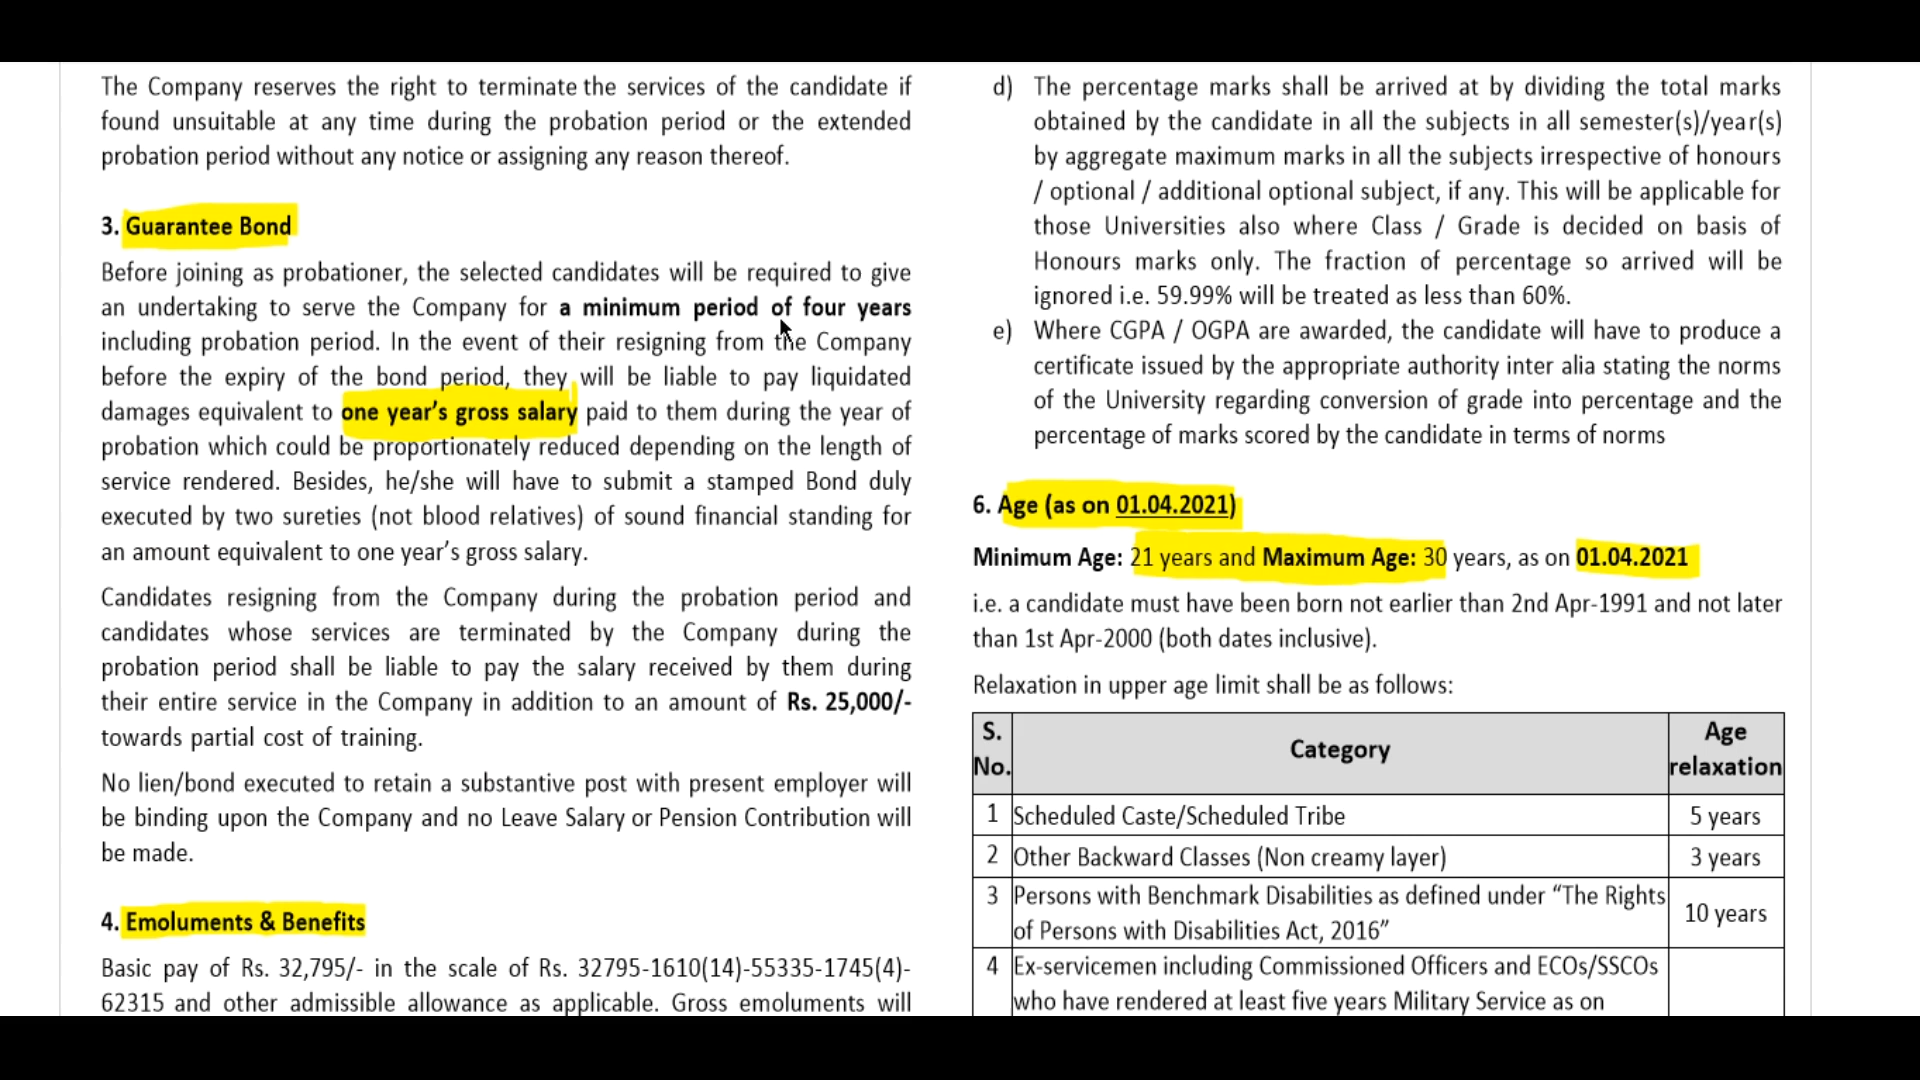 The Company reserves the right to terminate the services of the candidate if
found unsuitable at any time during the probation period or the extended
probation period without any notice or assigning any reason thereof.
3. Guarantee Bond
Before joining as probationer, the selected candidates will be required to give
an undertaking to serve the Company for a minimum period of four years
including probation period. In the event of their resigning from the Company
before the expiry of the bond period, they will be liable to pay liquidated
damages equivalent to one year’s gross salary paid to them during the year of
probation which could be proportionately reduced depending on the length of
service rendered. Besides, he/she will have to submit a stamped Bond duly
executed by two sureties (not blood relatives) of sound financial standing for
an amount equivalent to one year’s gross salary.
Candidates resigning from the Company during the probation period and
candidates whose services are terminated by the Company during the
probation period shall be liable to pay the salary received by them during
their entire service in the Company in addition to an amount of Rs. 25,000/-
towards partial cost of training.
No lien/bond executed to retain a substantive post with present employer will
be binding upon the Company and no Leave Salary or Pension Contribution will
be made.
4. Emoluments & Benefits
Basic pay of Rs. 32,795/- in the scale of Rs. 32795-1610(14)-55335-1745(4)-
62315 and other admissible allowance as applicable. Gross emoluments will
d) The percentage marks shall be arrived at by dividing the total marks
obtained by the candidate in all the subjects in all semester(s)/year(s)
by aggregate maximum marks in all the subjects irrespective of honours
/ optional / additional optional subject, if any. This will be applicable for
those Universities also where Class / Grade is decided on basis of
Honours marks only. The fraction of percentage so arrived will be
ignored i.e. 59.99% will be treated as less than 60%.
e) Where CGPA / OGPA are awarded, the candidate will have to produce a
certificate issued by the appropriate authority inter alia stating the norms
of the University regarding conversion of grade into percentage and the
percentage of marks scored by the candidate in terms of norms
6. Age (as on 01.04.2021)
Minimum Age: 21 years and Maximum Age: 30 years, as on 01.04.2021
i.e. a candidate must have been born not earlier than 2nd Apr-1991 and not later
than 1st Apr-2000 (both dates inclusive).
Relaxation in upper age limit shall be as follows:
S. No. Category Age relaxation
1 Scheduled Caste/Scheduled Tribe 5 years
2 Other Backward Classes (Non creamy layer) 3 years
3 Persons with Benchmark Disabilities as defined under “The Rights
of Persons with Disabilities Act, 2016” 10 years
4 Ex-servicemen including Commissioned Officers and ECOs/SSCOs
who have rendered at least five years Military Service as on